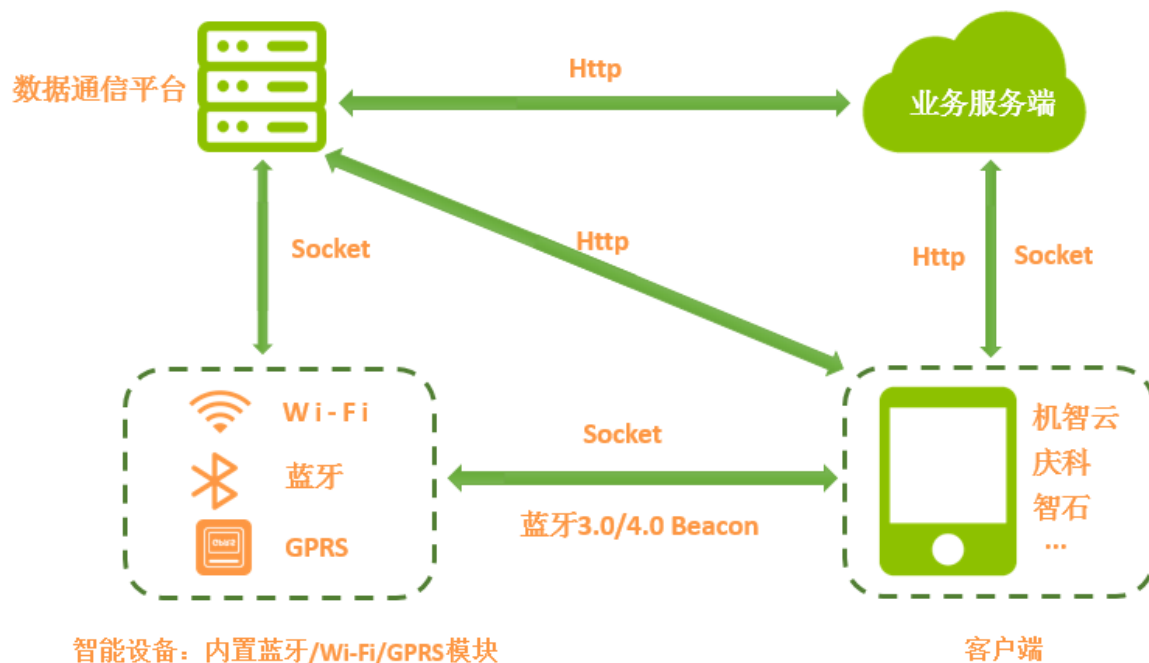 数据通信平台
Http
业务服务端
Socket
Http
Http
Socket
Wi-Fi
蓝牙
GPRS
Socket
蓝牙3.0/4.0 Beacon
机智云
庆科
智石
...
智能设备：内置蓝牙/Wi-Fi/GPRS模块
客户端